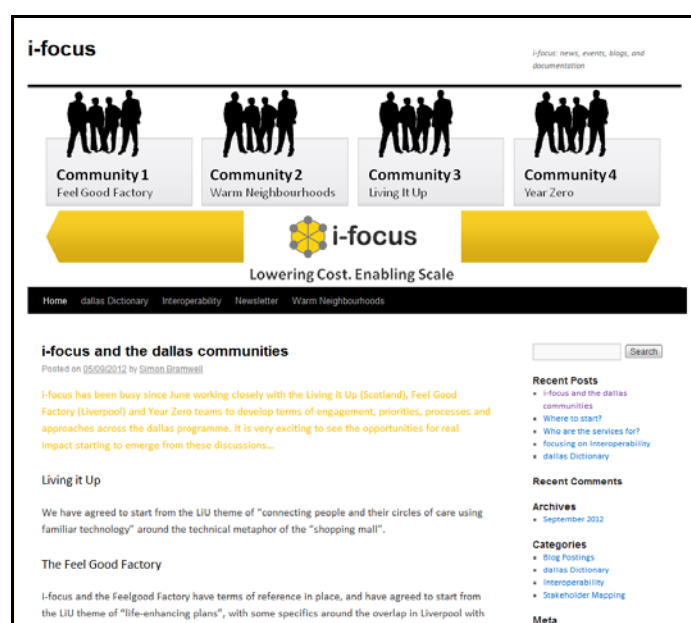 i-focus
i-focus: news, events, blogs, and
documentation
Community 1
Feel Good Factory
Community 2
Warm Neighbourhoods
Community 3
Living It Up
Community 4
Year Zero
i-focus
Lowering Cost. Enabling Scale
Home dallas Dictionary Interoperability Newsletter Warm Neighbourhoods
i-focus and the dallas communities
Posted on 05/09/2012 by Simon Bramwell
i-focus has been busy since June working closely with the Living It Up (Scotland), Feel Good
Factory (Liverpool) and Year Zero teams to develop terms of engagement, priorities, processes and
approaches across the dallas programme. It is very exciting to see the opportunities for real
impact starting to emerge from these discussions...
Living it Up
We have agreed to start from the LiU theme of "connecting people and their circles of care using
familiar technology" around the technical metaphor of the "shopping mall".
The Feel Good Factory
i-focus and the Feelgood Factory have terms of reference in place, and have agreed to start from
the LiU theme of "life-enhancing plans", with some specifics around the overlap in Liverpool with
Search
Recent Posts
i-focus and the dallas
communities
Where to start?
Who are the services for?
focusing on Interoperability
dallas Dictionary
Recent Comments
Archives
September 2012
Categories
Blog Postings
dallas Dictionary
Interoperability
Stakeholder Mapping
Meta